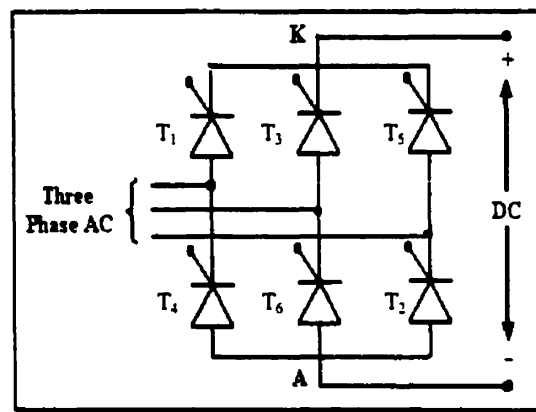 K
+
T1 T3 T5
Three
Phase AC
DC
T4 T6 T2
A
-